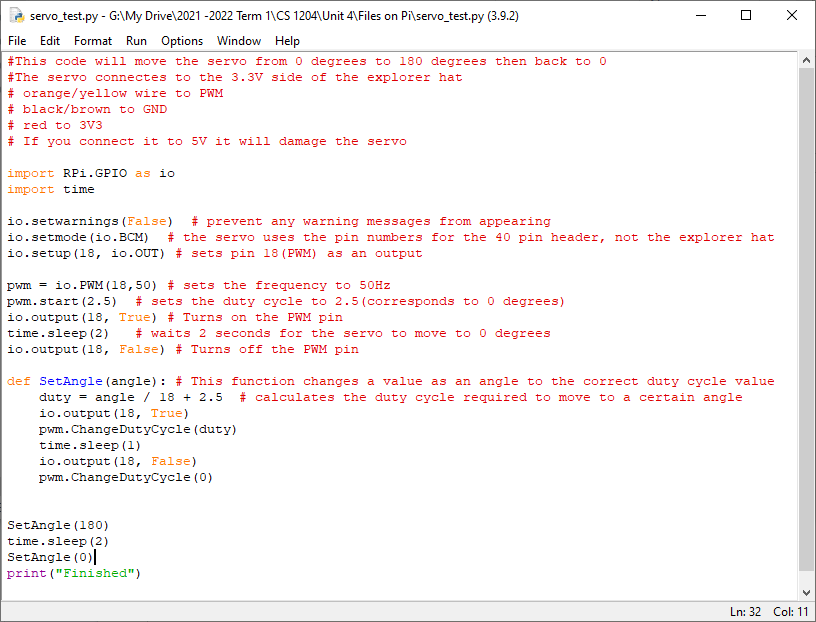 servo_test.py - G:\My Drive\2021 -2022 Term 1\CS 1204\Unit 4\Files on Pi\servo_test.py (3.9.2)
File Edit Format Run Options Window Help
#This code will move the servo from 0 degrees to 180 degrees then back to 0
#The servo connectes to the 3.3V side of the explorer hat
# orange/yellow wire to PWM
# black/brown to GND
# red to 3V3
# If you connect it to 5V it will damage the servo
import RPi.GPIO as io
import time
io.setwarnings(False)  # prevent any warning messages from appearing
io.setmode(io.BCM)  # the servo uses the pin numbers for the 40 pin header, not the explorer hat
io.setup(18, io.OUT) # sets pin 18(PWM) as an output
pwm = io.PWM(18,50) # sets the frequency to 50Hz
pwm.start(2.5)  # sets the duty cycle to 2.5(corresponds to 0 degrees)
io.output(18, True) # Turns on the PWM pin
time.sleep(2)   # waits 2 seconds for the servo to move to 0 degrees
io.output(18, False) # Turns off the PWM pin
def SetAngle(angle): # This function changes a value as an angle to the correct duty cycle value
    duty = angle / 18 + 2.5  # calculates the duty cycle required to move to a certain angle
    io.output(18, True)
    pwm.ChangeDutyCycle(duty)
    time.sleep(1)
    io.output(18, False)
    pwm.ChangeDutyCycle(0)
SetAngle(180)
time.sleep(2)
SetAngle(0)
print("Finished")
Ln: 32 Col: 11